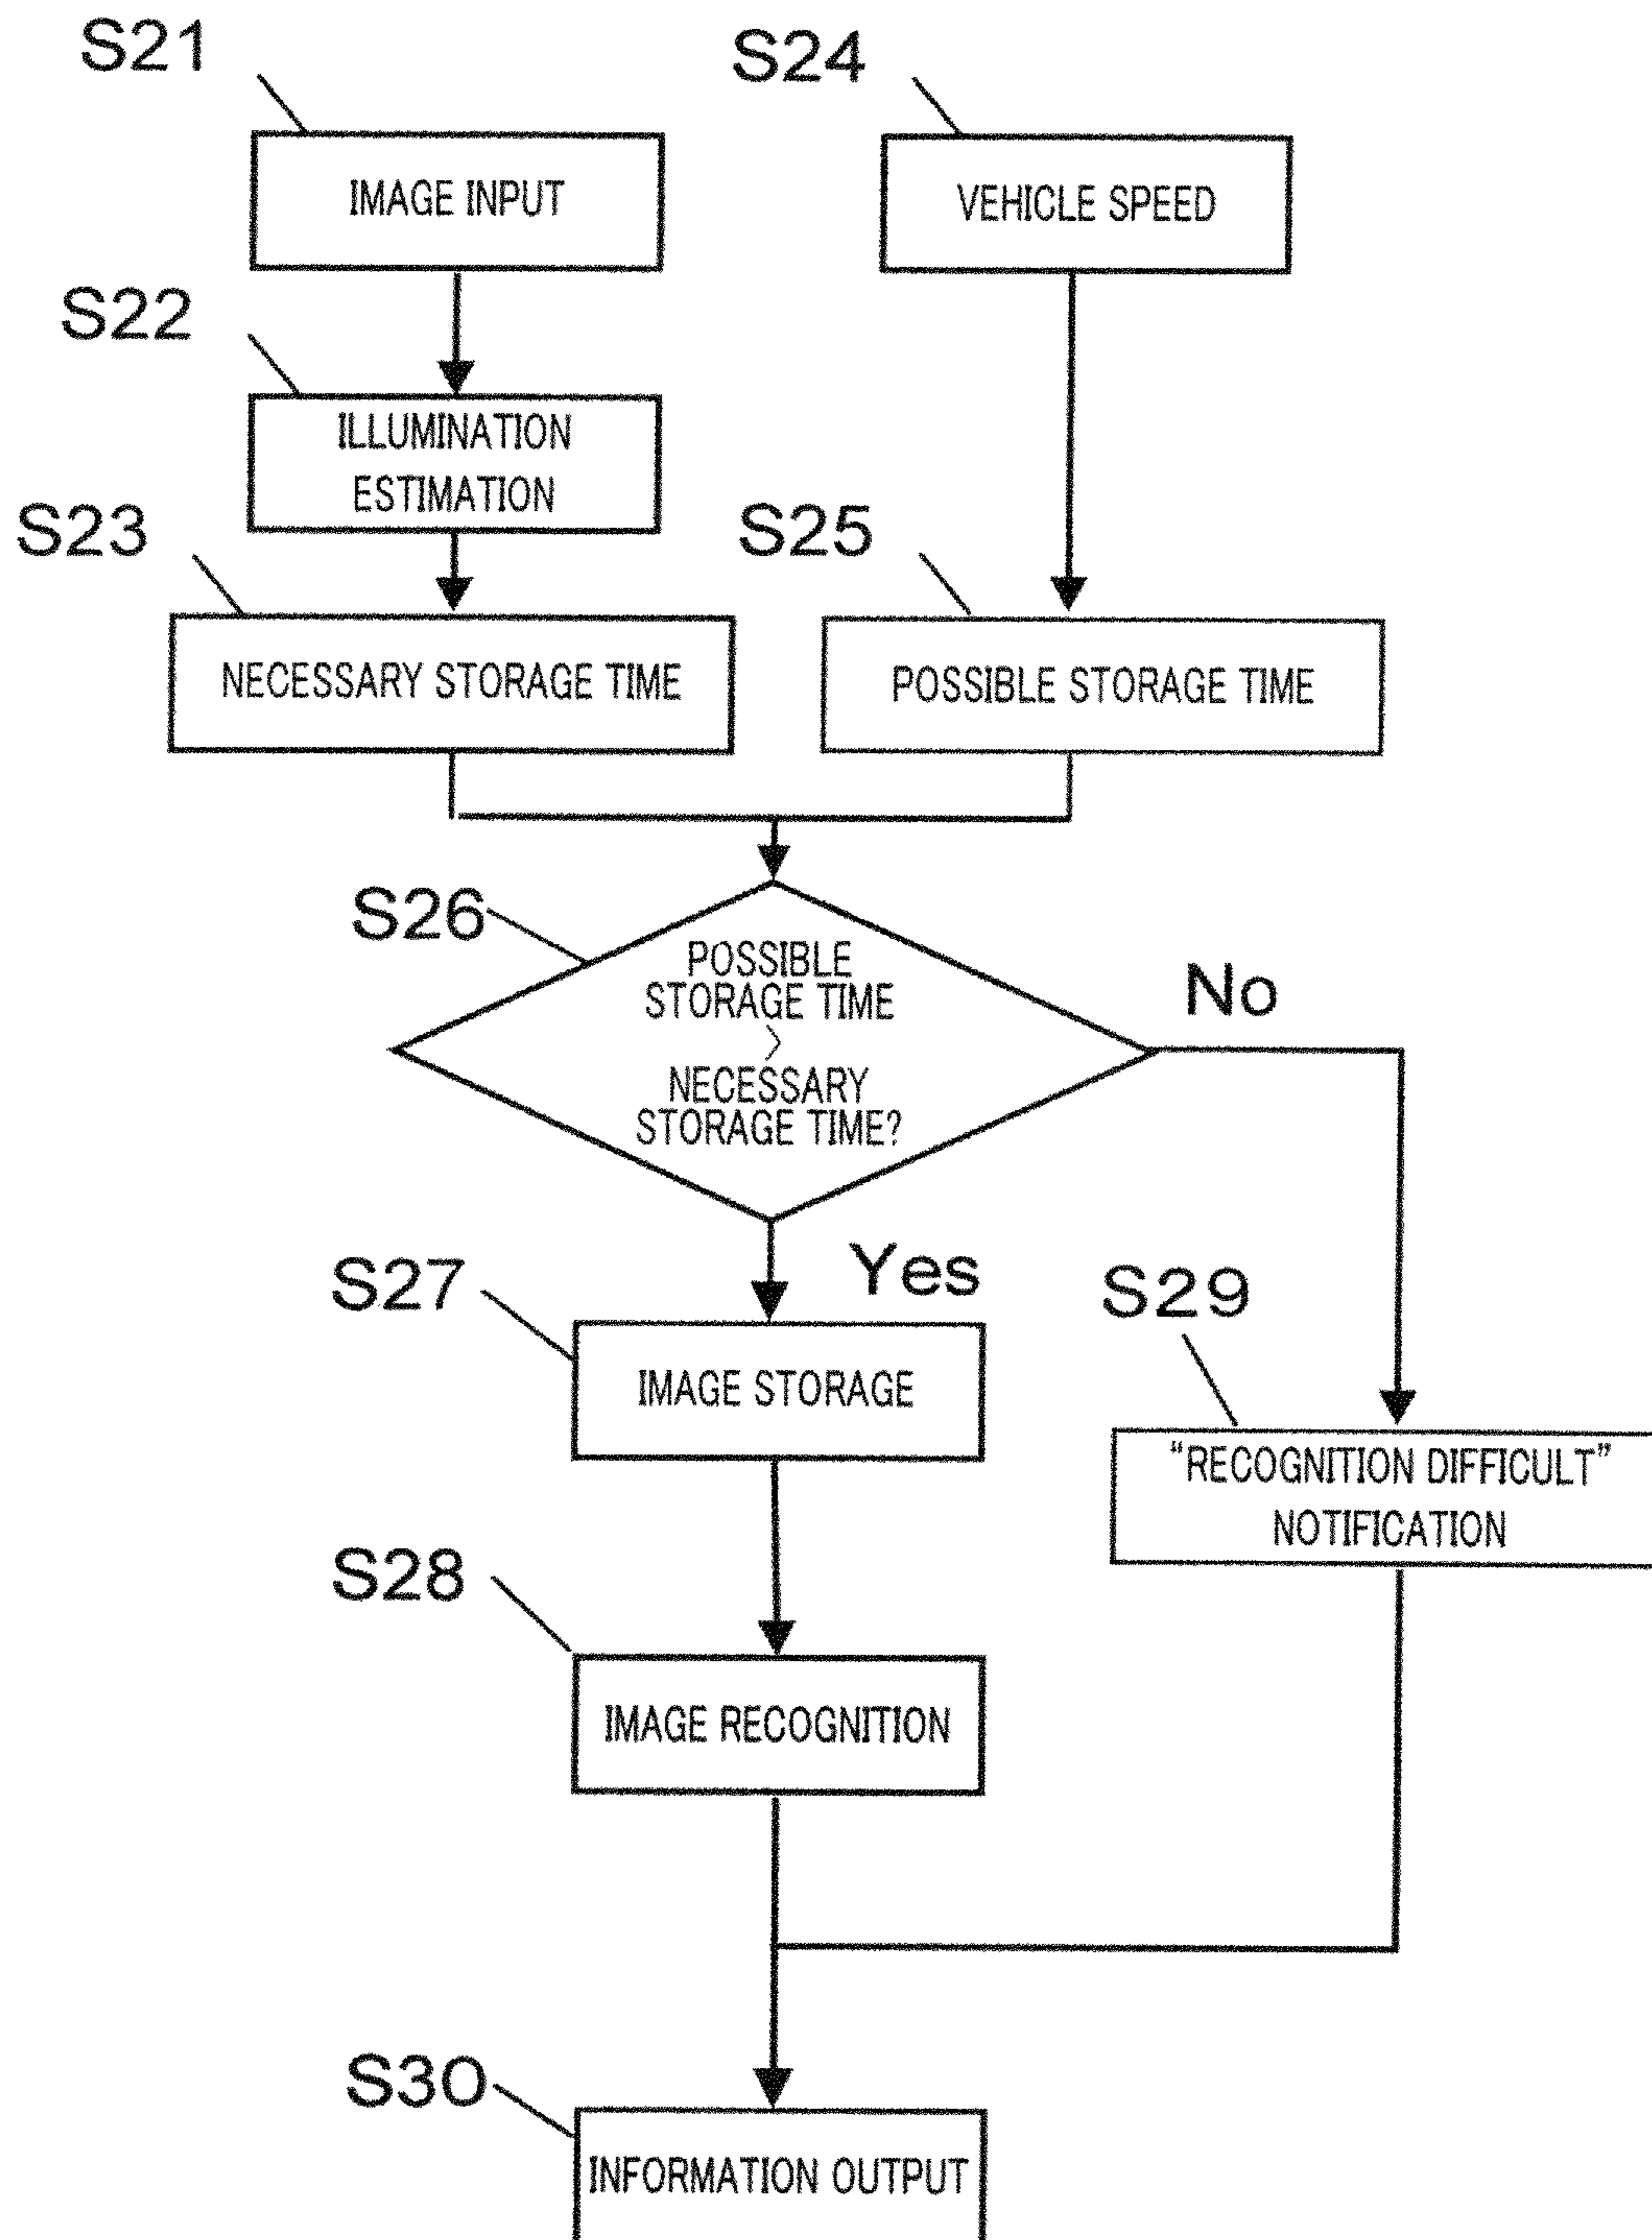 S21
S24
IMAGE INPUT
VEHICLE SPEED
S22
ILLUMINATION
ESTIMATION
S23
S25
NECESSARY STORAGE TIME
POSSIBLE STORAGE TIME
S26
POSSIBLE
STORAGE TIME
>
NECESSARY
STORAGE TIME?
No
Yes
S27
S29
IMAGE STORAGE
“RECOGNITION DIFFICULT”
NOTIFICATION
S28
IMAGE RECOGNITION
S30
INFORMATION OUTPUT